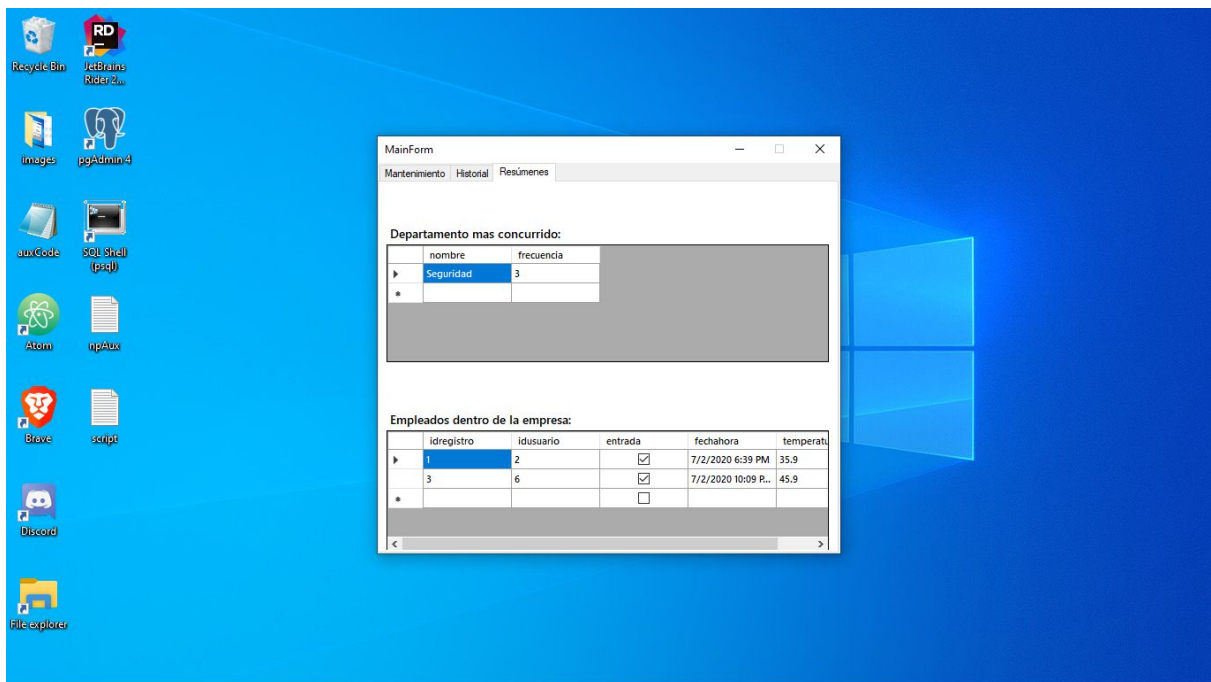 Recycle Bin
JetBrains
Rider 2...
images
pgAdmin 4
auxCode
SQL Shell
(psql)
Atom
npAux
Brave
script
Discord
File explorer
RD
MainForm
Mantenimiento Historial Resúmenes
Departamento mas concurrido:
nombre frecuencia
Seguridad 3
Empleados dentro de la empresa:
idregistro idusuario entrada fechahora temperatu
1 2 7/2/2020 6:39 PM 35.9
3 6 7/2/2020 10:09 P... 45.9